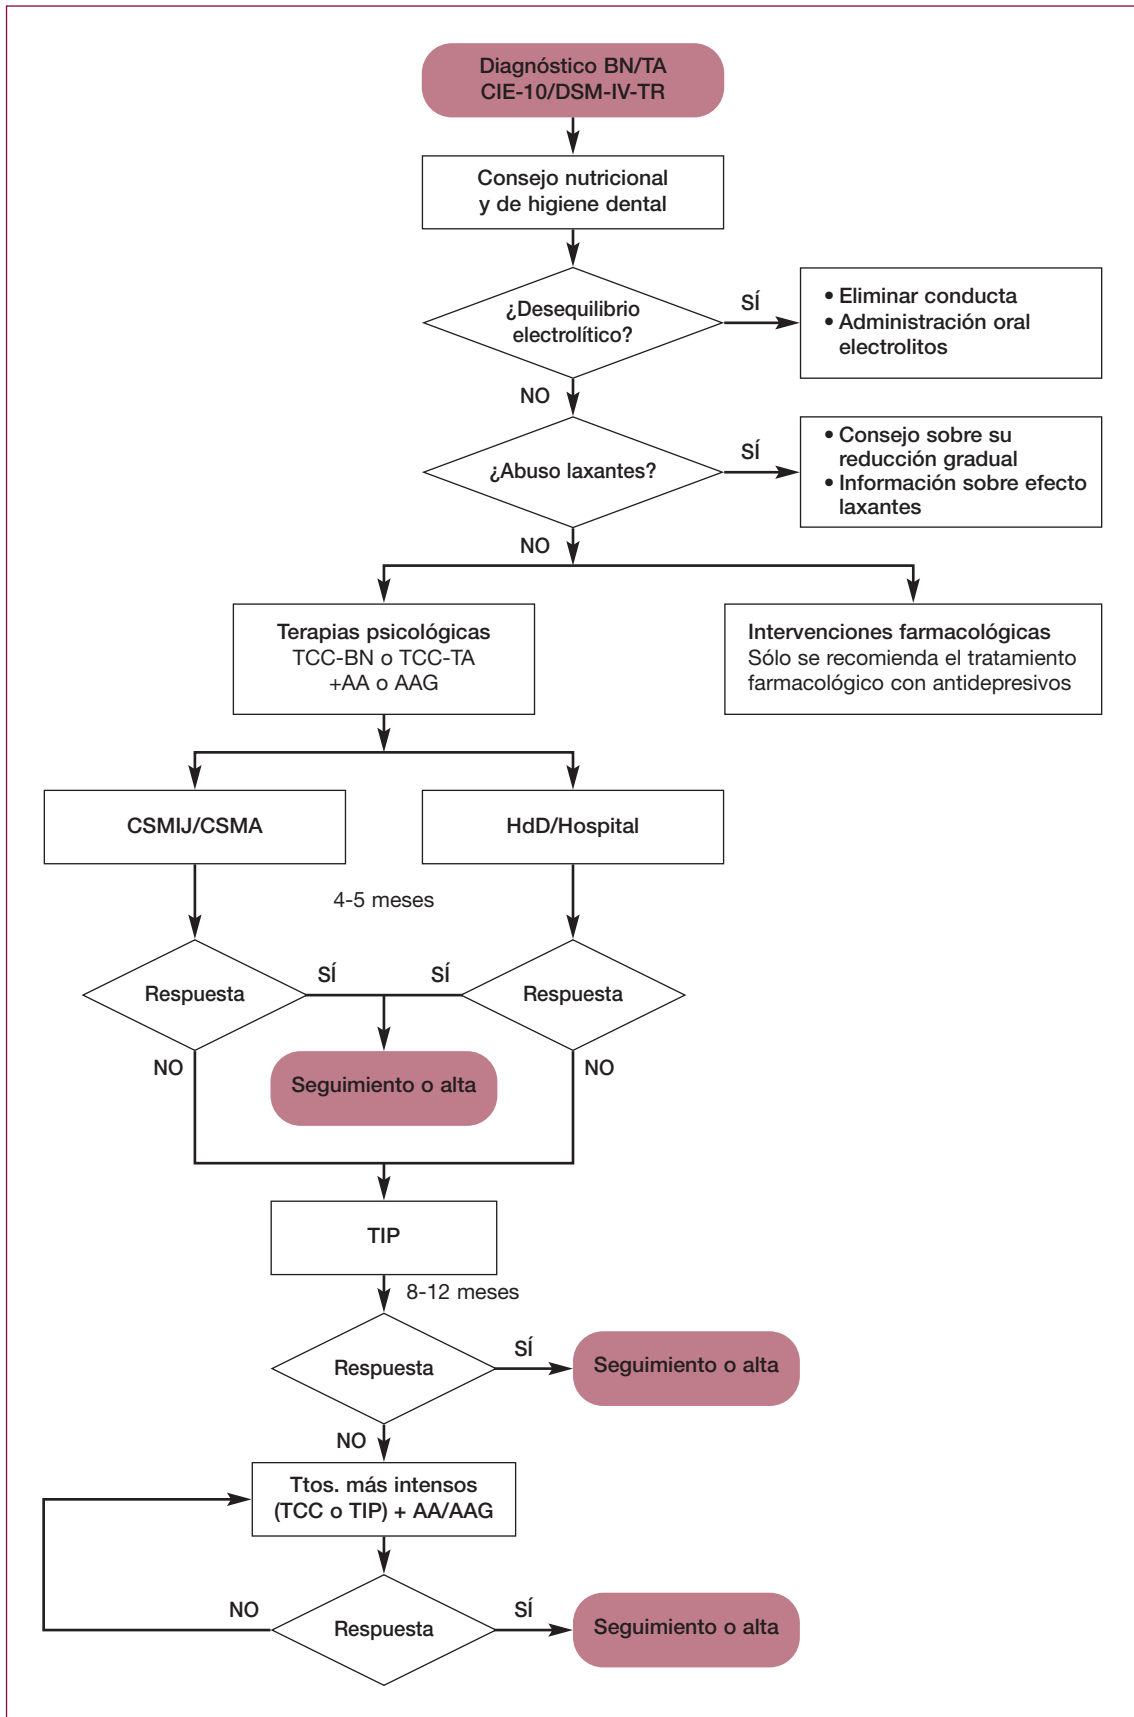 Diagnóstico BN/TA
CIE-10/DSM-IV-TR
Consejo nutricional
y de higiene dental
¿Desequilibrio
electrolítico?
SÍ
• Eliminar conducta
• Administración oral
electrolitos
NO
¿Abuso laxantes?
SÍ
• Consejo sobre su
reducción gradual
• Información sobre efecto
laxantes
NO
Terapias psicológicas
TCC-BN o TCC-TA
+AA o AAG
Intervenciones farmacológicas
Sólo se recomienda el tratamiento
farmacológico con antidepresivos
CSMIJ/CSMA
HdD/Hospital
4-5 meses
Respuesta
SÍ
SÍ
Respuesta
NO
Seguimiento o alta
NO
TIP
8-12 meses
Respuesta
SÍ
Seguimiento o alta
NO
Ttos. más intensos
(TCC o TIP) + AA/AAG
NO
Respuesta
SÍ
Seguimiento o alta